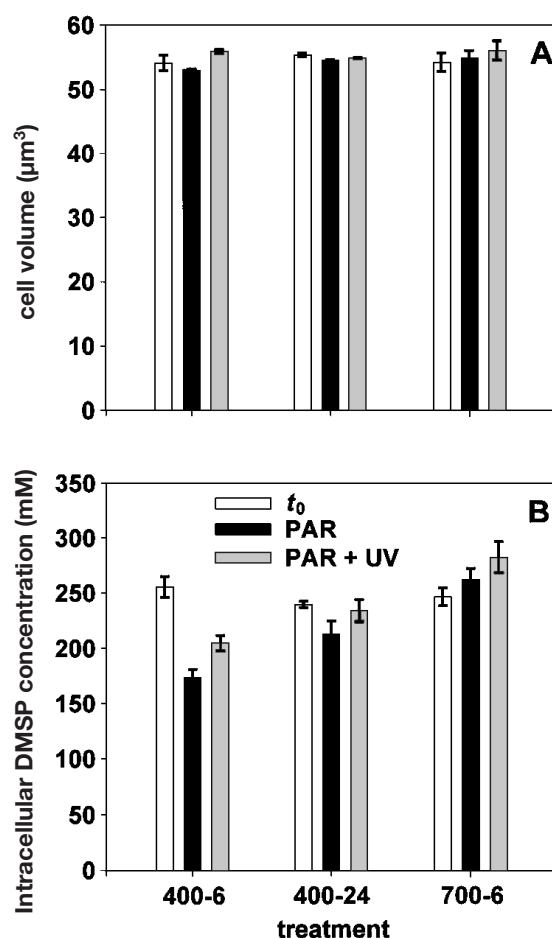 A
cell volume (µm³)
60
50
40
30
20
10
0
B
Intracellular DMSP concentration (mM)
350
300
250
200
150
100
50
0
t₀
PAR
PAR + UV
400-6 400-24 700-6
treatment